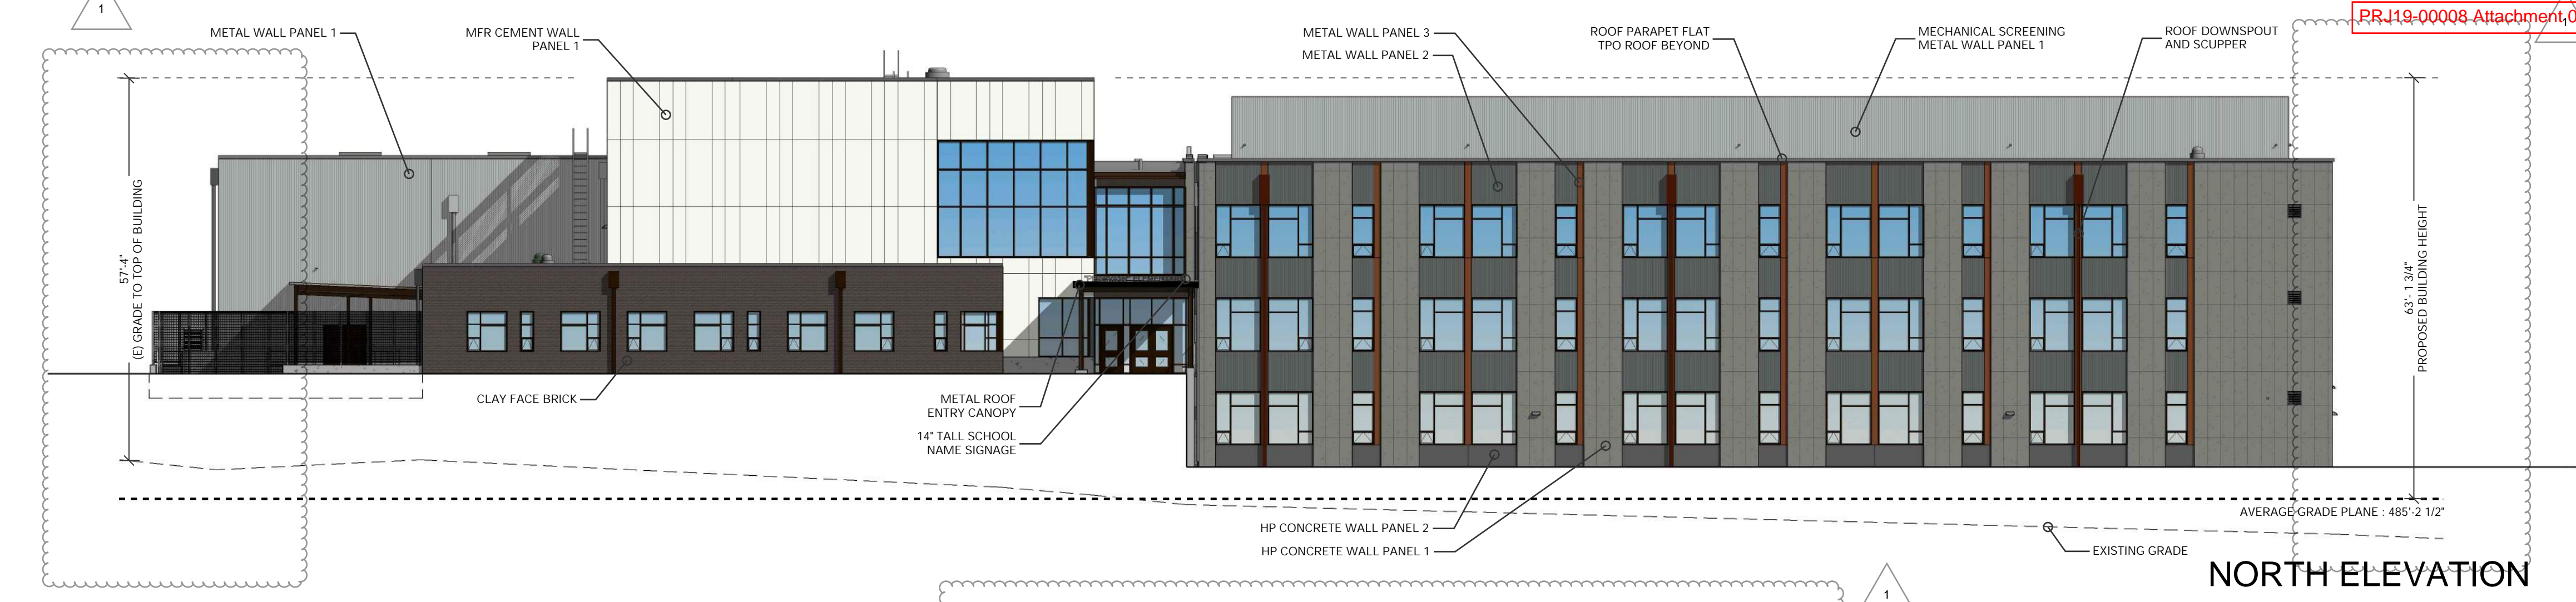 1
PRJ19-00008 Attachment
1
METAL WALL PANEL 1
MFR CEMENT WALL
PANEL 1
METAL WALL PANEL 3
METAL WALL PANEL 2
ROOF PARAPET FLAT
TPO ROOF BEYOND
MECHANICAL SCREENING
METAL WALL PANEL 1
ROOF DOWNSPOUT
AND SCUPPER
57'-4"
(E) GRADE TO TOP OF BUILDING
63'- 1 3/4"
PROPOSED BUILDING HEIGHT
CLAY FACE BRICK
METAL ROOF
ENTRY CANOPY
14" TALL SCHOOL
NAME SIGNAGE
HP CONCRETE WALL PANEL 2
HP CONCRETE WALL PANEL 1
AVERAGE GRADE PLANE : 485'-2 1/2"
EXISTING GRADE
NORTH ELEVATION
1